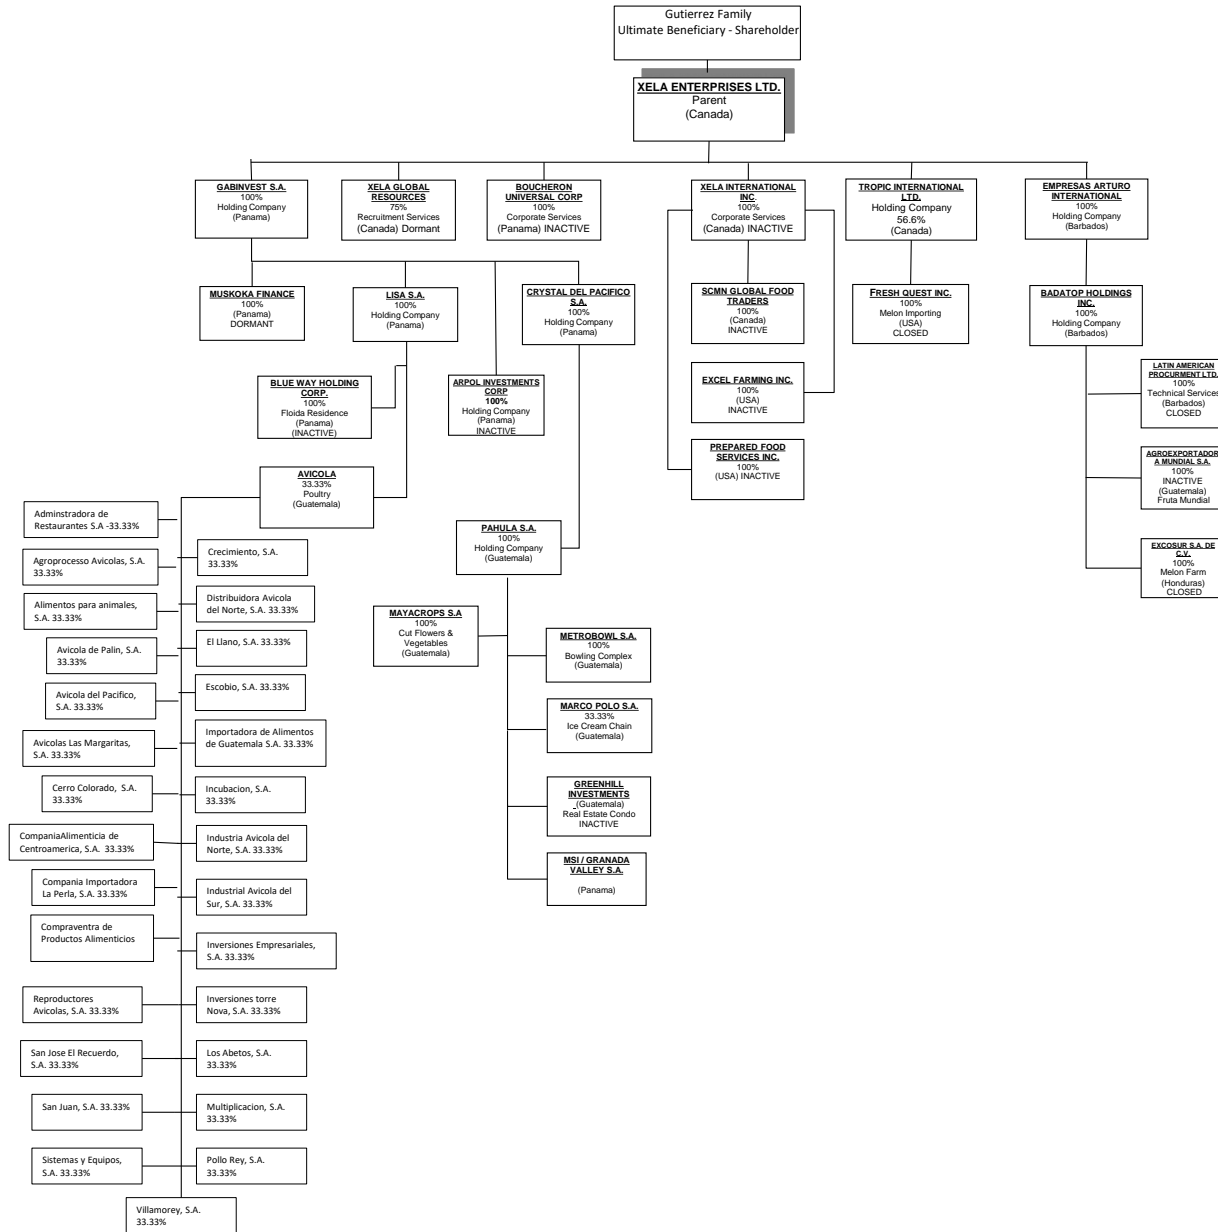 Gutierrez Family
Ultimate Beneficiary - Shareholder
XELA ENTERPRISES LTD.
Parent
(Canada)
GABINVEST S.A.
100%
Holding Company
(Panama)
XELA GLOBAL
RESOURCES
75%
Recruitment Services
(Canada) Dormant
BOUCHERON
UNIVERSAL CORP
100%
Corporate Services
(Panama) INACTIVE
XELA INTERNATIONAL
INC.
100%
Corporate Services
(Canada) INACTIVE
TROPIC INTERNATIONAL
LTD.
Holding Company
56.6%
(Canada)
EMPRESAS ARTURO
INTERNATIONAL
100%
Holding Company
(Barbados)
MUSKOKA FINANCE
100%
(Panama)
DORMANT
LISA S.A.
100%
Holding Company
(Panama)
CRYSTAL DEL PACIFICO
S.A.
100%
Holding Company
(Panama)
SCMN GLOBAL FOOD
TRADERS
100%
(Canada)
INACTIVE
FRESH QUEST INC.
100%
Melon Importing
(USA)
CLOSED
BADATOP HOLDINGS
INC.
100%
Holding Company
(Barbados)
BLUE WAY HOLDING
CORP.
100%
Floida Residence
(Panama)
(INACTIVE)
ARPOL INVESTMENTS
CORP
100%
Holding Company
(Panama)
INACTIVE
EXCEL FARMING INC.
100%
(USA)
INACTIVE
LATIN AMERICAN
PROCURMENT LTD.
100%
Technical Services
(Barbados)
CLOSED
AVICOLA
33.33%
Poultry
(Guatemala)
PREPARED FOOD
SERVICES INC.
100%
(USA) INACTIVE
AGROEXPORTADOR
A MUNDIAL S.A.
100%
INACTIVE
(Guatemala)
Fruta Mundial
PAHULA S.A.
100%
Holding Company
(Guatemala)
EXCOSUR S.A. DE
C.V.
100%
Melon Farm
(Honduras)
CLOSED
MAYACROPS S.A
100%
Cut Flowers &
Vegetables
(Guatemala)
METROBOWL S.A.
100%
Bowling Complex
(Guatemala)
MARCO POLO S.A.
33.33%
Ice Cream Chain
(Guatemala)
GREENHILL
INVESTMENTS
(Guatemala)
Real Estate Condo
INACTIVE
MSI / GRANADA
VALLEY S.A.
(Panama)
Adminstradora de
Restaurantes S.A -33.33%
Agroprocesso Avicolas, S.A.
33.33%
Crecimiento, S.A.
33.33%
Alimentos para animales,
S.A. 33.33%
Distribuidora Avicola
del Norte, S.A. 33.33%
Avicola de Palin, S.A.
33.33%
El Llano, S.A. 33.33%
Avicola del Pacifico,
S.A. 33.33%
Escobio, S.A. 33.33%
Avicolas Las Margaritas,
S.A. 33.33%
Importadora de Alimentos
de Guatemala S.A. 33.33%
Cerro Colorado, S.A.
33.33%
Incubacion, S.A.
33.33%
CompaniaAlimenticia de
Centroamerica, S.A. 33.33%
Industria Avicola del
Norte, S.A. 33.33%
Compania Importadora
La Perla, S.A. 33.33%
Industrial Avicola del
Sur, S.A. 33.33%
Compraventra de
Productos Alimenticios
Inversiones Empresariales,
S.A. 33.33%
Reproductores
Avicolas, S.A. 33.33%
Inversiones torre
Nova, S.A. 33.33%
San Jose El Recuerdo,
S.A. 33.33%
Los Abetos, S.A.
33.33%
San Juan, S.A. 33.33%
Multiplicacion, S.A.
33.33%
Sistemas y Equipos,
S.A. 33.33%
Pollo Rey, S.A.
33.33%
Villamorey, S.A.
33.33%